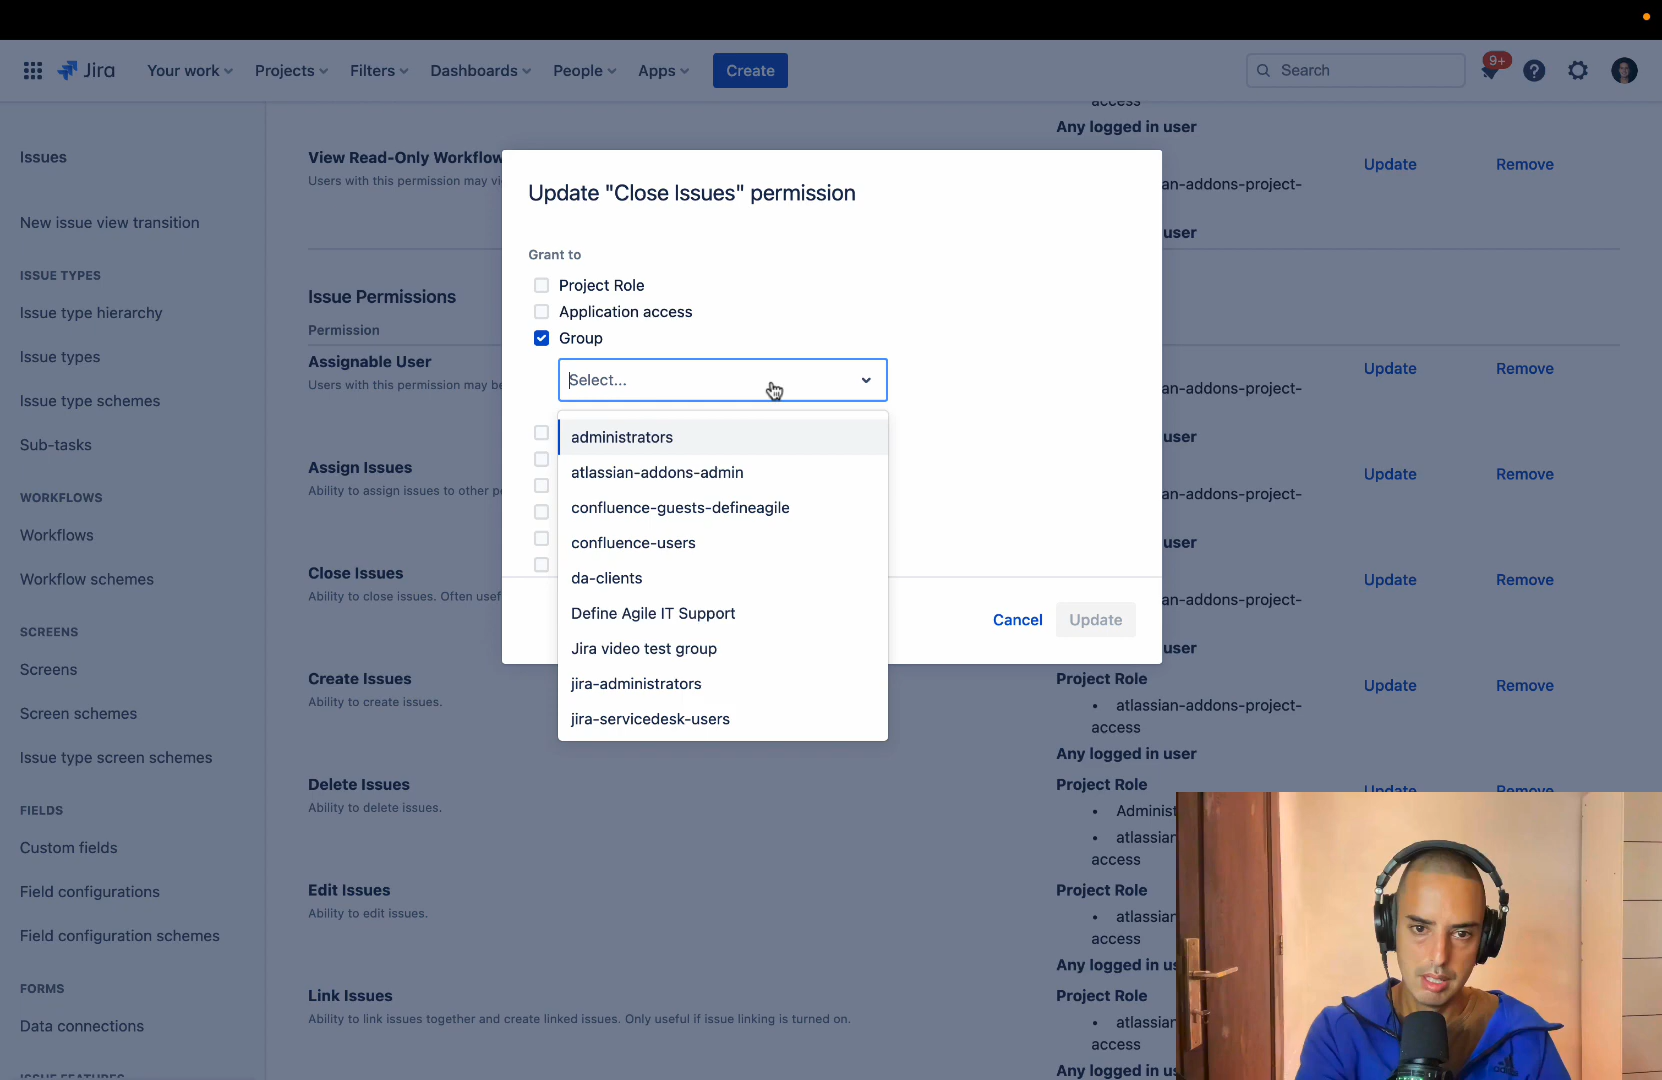 Jira
Your work
Projects
Filters
Dashboards
People
Apps
Create
Search
9+
Issues
New issue view transition
ISSUE TYPES
Issue type hierarchy
Issue types
Issue type schemes
Sub-tasks
WORKFLOWS
Workflows
Workflow schemes
SCREENS
Screens
Screen schemes
Issue type screen schemes
FIELDS
Custom fields
Field configurations
Field configuration schemes
FORMS
Data connections
ISSUE FEATURES
access
Any logged in user
View Read-Only Workflow
Users with this permission may
an-addons-project-
user
Update
Remove
Issue Permissions
Permission
Assignable User
Users with this permission may be
an-addons-project-
user
Update
Remove
Assign Issues
Ability to assign issues to other
an-addons-project-
user
Update
Remove
Close Issues
Ability to close issues. Often
an-addons-project-
user
Update
Remove
Create Issues
Ability to create issues.
Project Role
• atlassian-addons-project-
access
Any logged in user
Update
Remove
Delete Issues
Ability to delete issues.
Project Role
• Administ
• atlassian
access
Update
Remove
Edit Issues
Ability to edit issues.
Project Role
• atlassian
access
Any logged in us
Link Issues
Ability to link issues together and create linked issues. Only useful if issue linking is turned on.
Project Role
• atlassian
access
Any logged in us
Update "Close Issues" permission
Grant to
Project Role
Application access
Group
Select...
administrators
atlassian-addons-admin
confluence-guests-defineagile
confluence-users
da-clients
Define Agile IT Support
Jira video test group
jira-administrators
jira-servicedesk-users
Cancel
Update